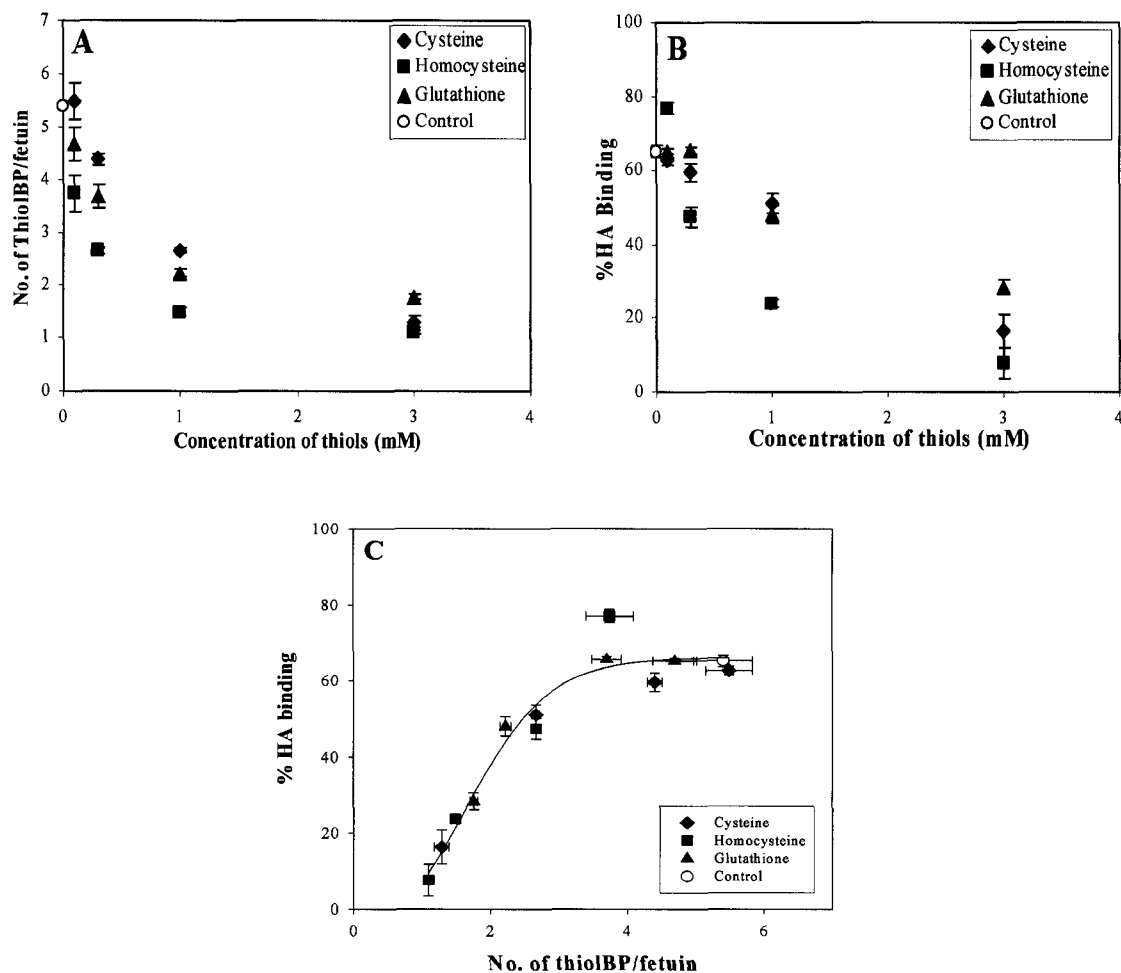 A
7
6
5
4
3
2
1
0
0
1
2
3
4
No. of ThiolBP/fetuin
Concentration of thiols (mM)
Cysteine
Homocysteine
Glutathione
Control
B
100
80
60
40
20
0
0
1
2
3
4
%HA Binding
Concentration of thiols (mM)
Cysteine
Homocysteine
Glutathione
Control
C
100
80
60
40
20
0
0
2
4
6
% HA binding
No. of thiolBP/fetuin
Cysteine
Homocysteine
Glutathione
Control